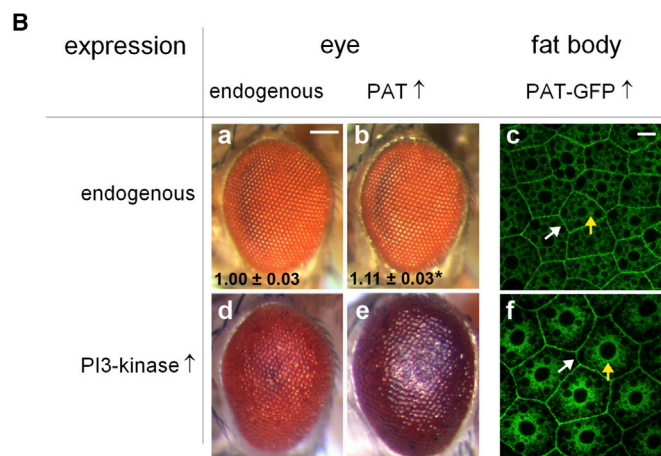 B
expression eye fat body
endogenous PAT ↑ PAT-GFP ↑
a b c
endogenous
1.00 ± 0.03 1.11 ± 0.03*
d e f
PI3-kinase ↑